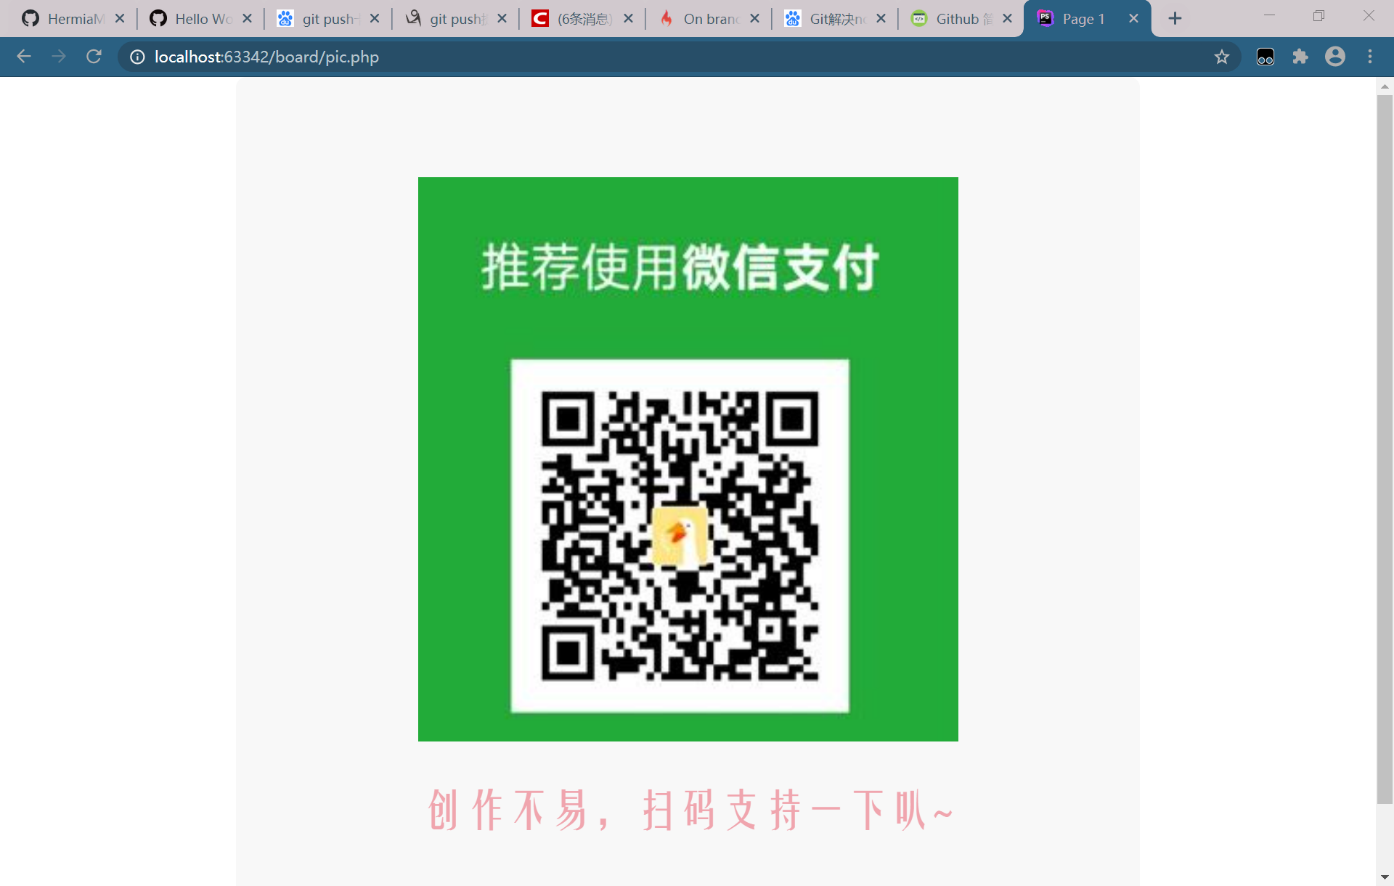 HermiaM
Hello Wo
git push
git push
(6条消息)
On branc
Git解决no
Github 简
Page 1
localhost:63342/board/pic.php
推荐使用微信支付
创作不易，扫码支持一下叭~